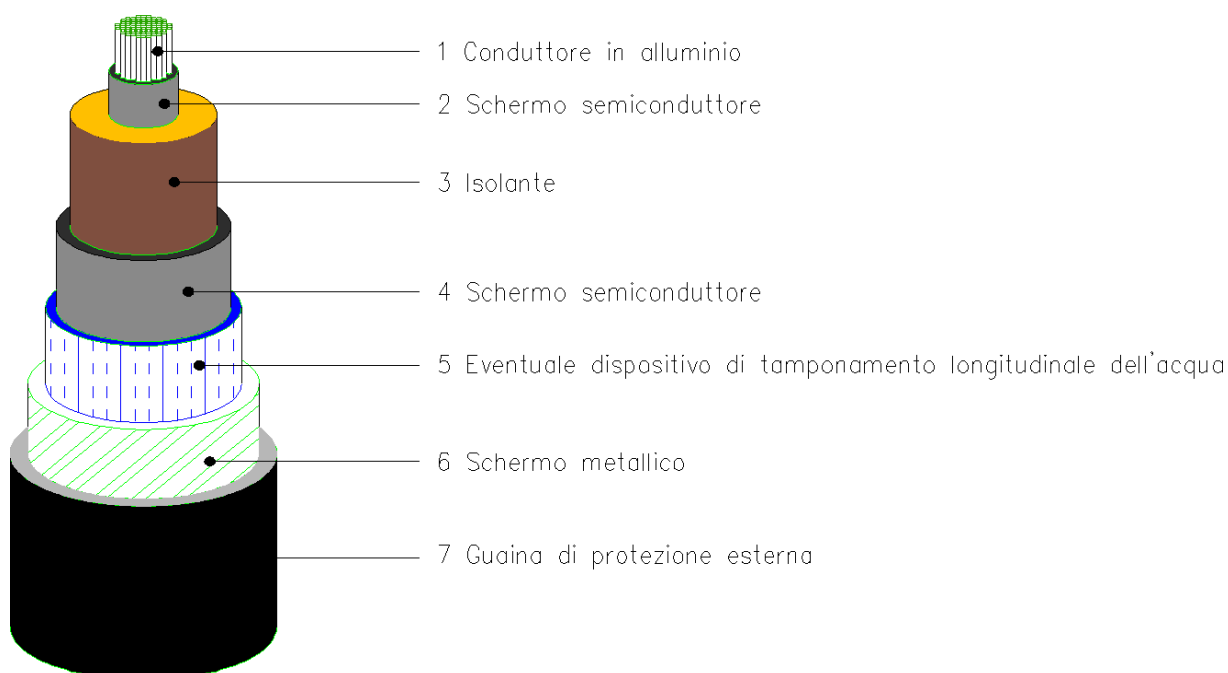 1 Conduttore in alluminio
2 Schermo semiconduttore
3 Isolante
4 Schermo semiconduttore
5 Eventuale dispositivo di tamponamento longitudinale dell'acqua
6 Schermo metallico
7 Guaina di protezione esterna